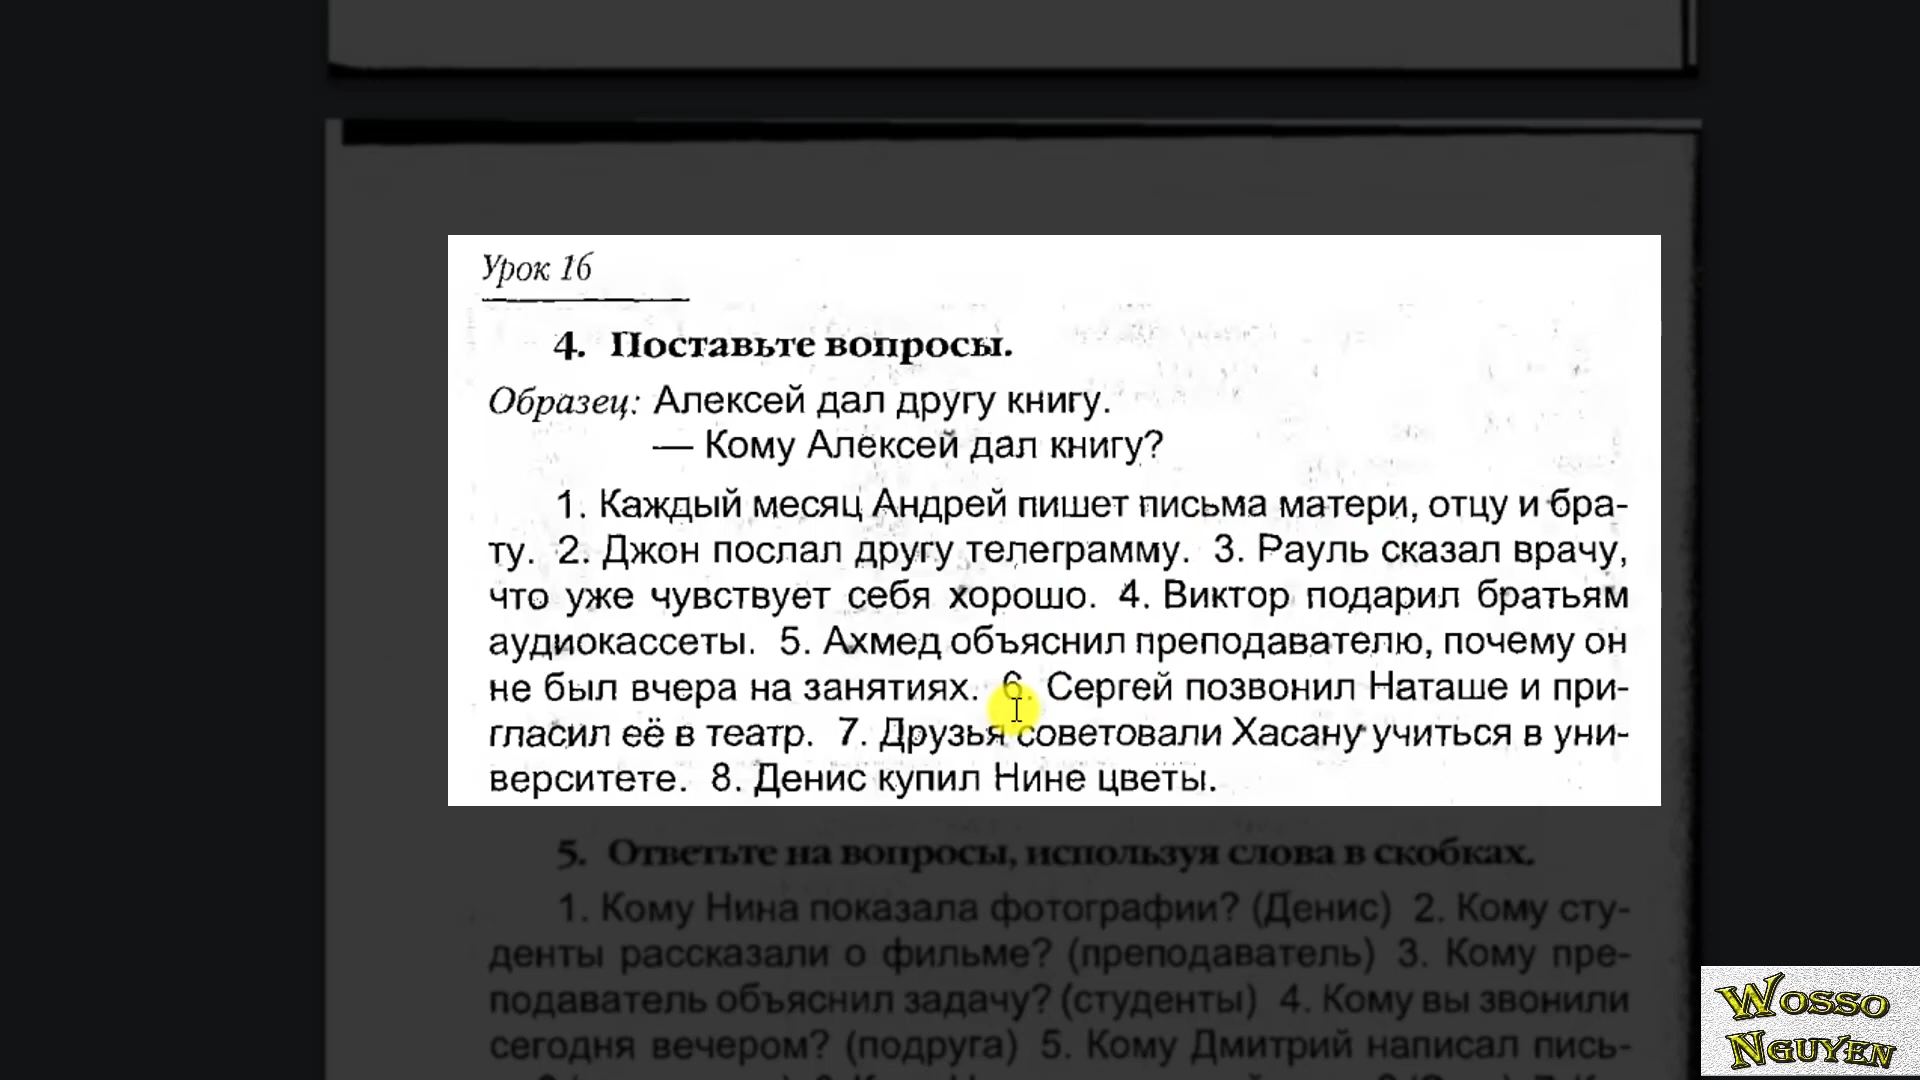 Урок 16
4. Поставьте вопросы.
Образец: Алексей дал другу книгу.
— Кому Алексей дал книгу?
1. Каждый месяц Андрей пишет письма матери, отцу и бра-
ту. 2. Джон послал другу телеграмму. 3. Рауль сказал врачу,
что уже чувствует себя хорошо. 4. Виктор подарил братьям
аудиокассеты. 5. Ахмед объяснил преподавателю, почему он
не был вчера на занятиях. 6. Сергей позвонил Наташе и при-
гласил её в театр. 7. Друзья советовали Хасану учиться в уни-
верситете. 8. Денис купил Нине цветы.
5. Ответьте на вопросы, используя слова в скобках.
1. Кому Нина показала фотографии? (Денис) 2. Кому сту-
денты рассказали о фильме? (преподаватель) 3. Кому пре-
подаватель объяснил задачу? (студенты) 4. Кому вы звонили
сегодня вечером? (подруга) 5. Кому Дмитрий написал пись-
WOSSO
NGUYEN